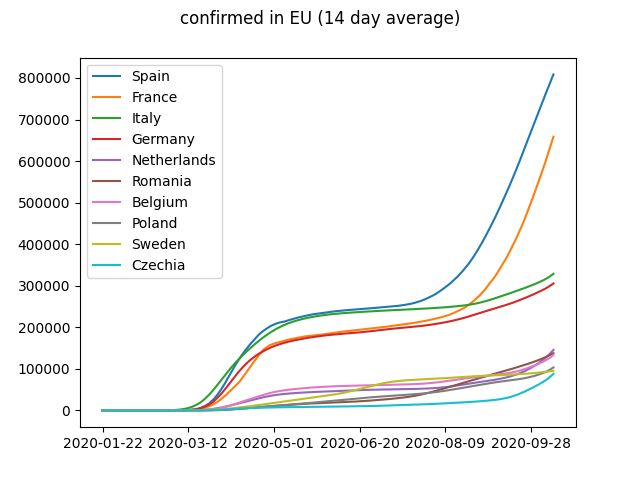 confirmed in EU (14 day average)
800000
700000
600000
500000
400000
300000
200000
100000
0
Spain
France
Italy
Germany
Netherlands
Romania
Belgium
Poland
Sweden
Czechia
2020-01-22 2020-03-12 2020-05-01 2020-06-20 2020-08-09 2020-09-28